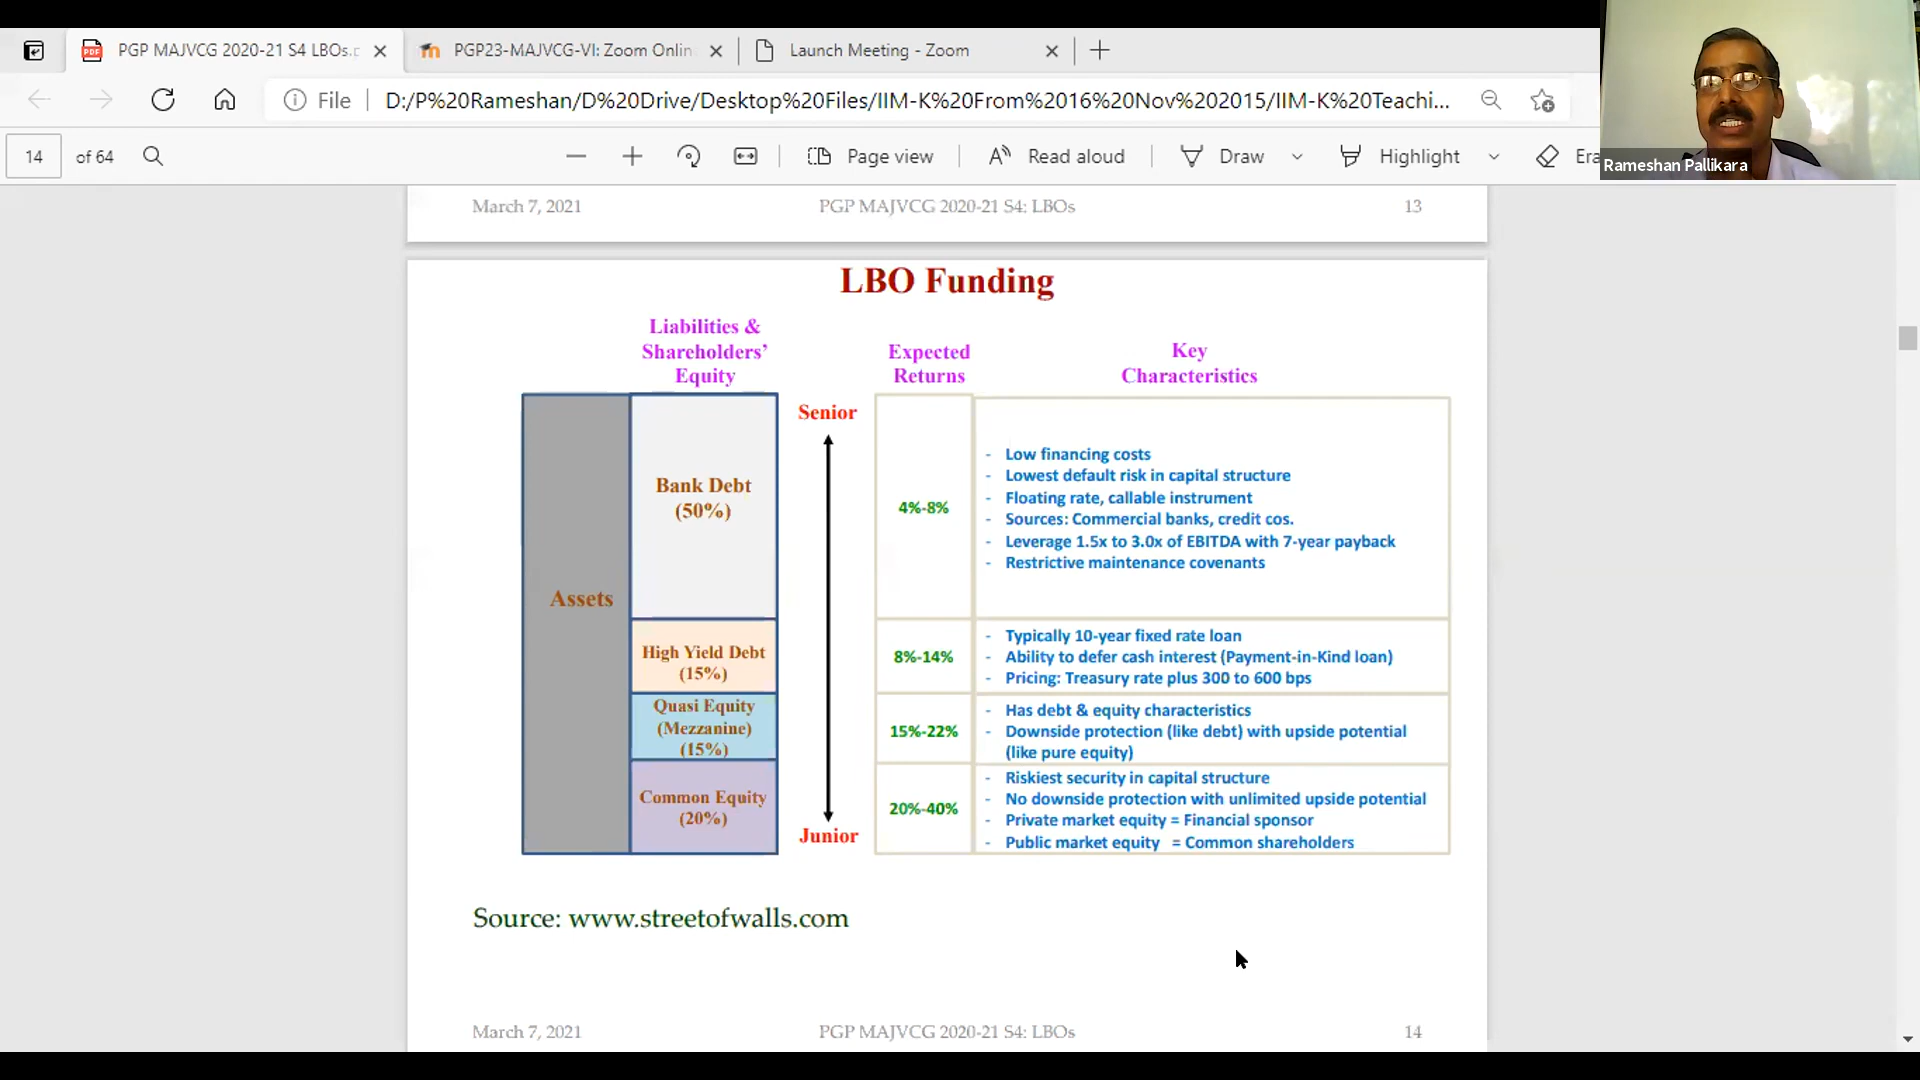 PGP MAJVCG 2020-21 S4 LBOs.p
PGP23-MAJVCG-VI: Zoom Onlin
Launch Meeting - Zoom
File
D:/P%20Rameshan/D%20Drive/Desktop%20Files/IIM-K%20From%2016%20Nov%202015/IIM-K%20Teachi...
14 of 64
Page view
Read aloud
Draw
Highlight
Era
Rameshan Pallikara
March 7, 2021 PGP MAJVCG 2020-21 S4: LBOs 13
LBO Funding
Liabilities &
Shareholders’
Equity
Expected
Returns
Key
Characteristics
Assets
Bank Debt
(50%)
High Yield Debt
(15%)
Quasi Equity
(Mezzanine)
(15%)
Common Equity
(20%)
Senior
Junior
4%-8%
- Low financing costs
- Lowest default risk in capital structure
- Floating rate, callable instrument
- Sources: Commercial banks, credit cos.
- Leverage 1.5x to 3.0x of EBITDA with 7-year payback
- Restrictive maintenance covenants
8%-14%
- Typically 10-year fixed rate loan
- Ability to defer cash interest (Payment-in-Kind loan)
- Pricing: Treasury rate plus 300 to 600 bps
15%-22%
- Has debt & equity characteristics
- Downside protection (like debt) with upside potential
(like pure equity)
20%-40%
- Riskiest security in capital structure
- No downside protection with unlimited upside potential
- Private market equity = Financial sponsor
- Public market equity = Common shareholders
Source: www.streetofwalls.com
March 7, 2021 PGP MAJVCG 2020-21 S4: LBOs 14